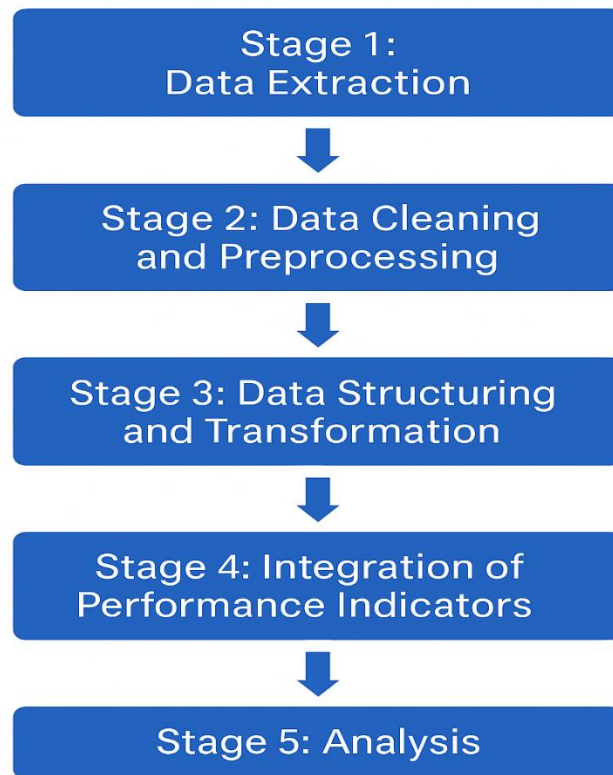 Stage 1:
Data Extraction
Stage 2: Data Cleaning
and Preprocessing
Stage 3: Data Structuring
and Transformation
Stage 4: Integration of
Performance Indicators
Stage 5: Analysis